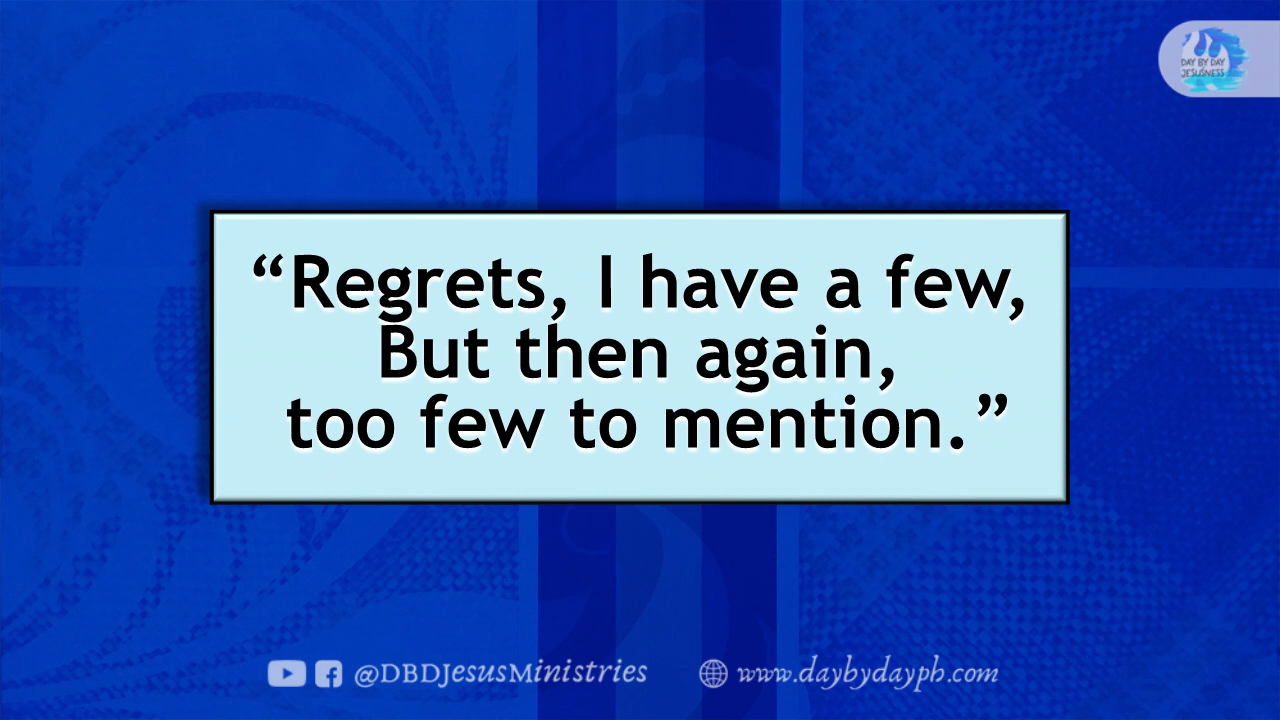 DAY BY DAY
JESUSNESS
“Regrets, I have a few,
But then again,
too few to mention.”
@DBDJesusMinistries
www.daybydayph.com